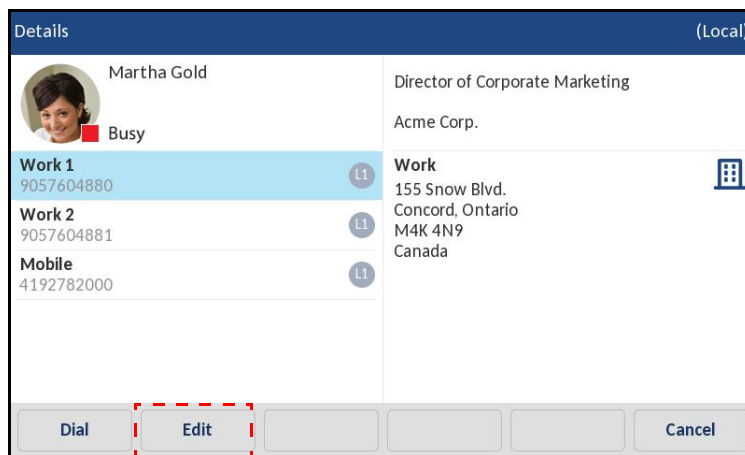 Details
(Local)
Martha Gold
Busy
Work 1
9057604880
L1
Work 2
9057604881
L1
Mobile
4192782000
L1
Director of Corporate Marketing
Acme Corp.
Work
155 Snow Blvd.
Concord, Ontario
M4K 4N9
Canada
Dial
Edit
Cancel